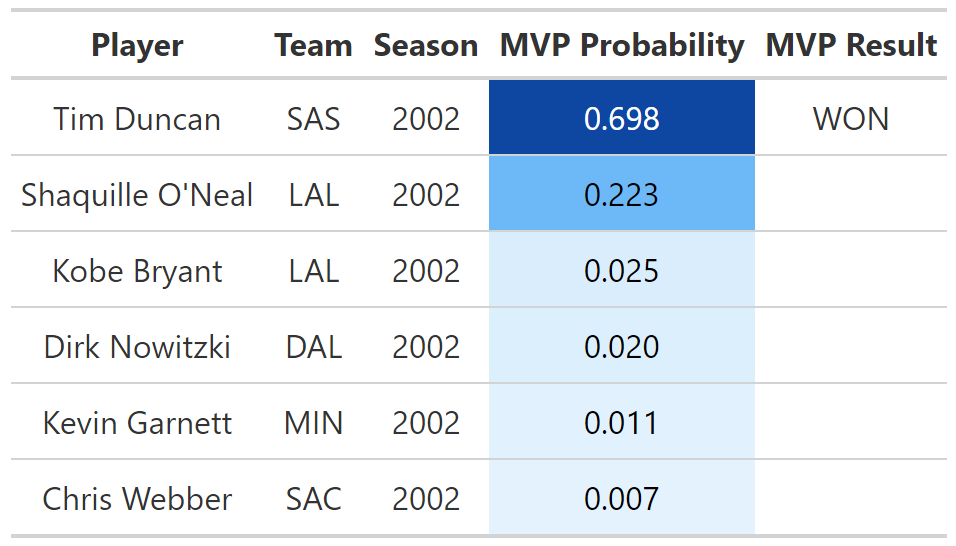 Player Team Season MVP Probability MVP Result
Tim Duncan SAS 2002 0.698 WON
Shaquille O'Neal LAL 2002 0.223
Kobe Bryant LAL 2002 0.025
Dirk Nowitzki DAL 2002 0.020
Kevin Garnett MIN 2002 0.011
Chris Webber SAC 2002 0.007